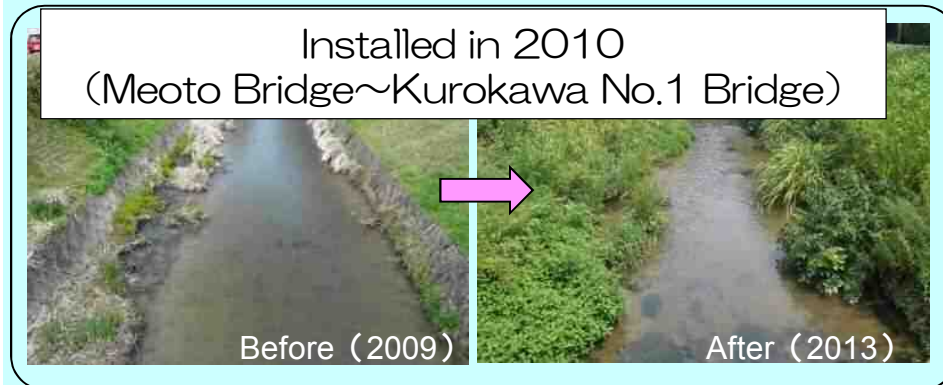 Installed in 2010
（Meoto Bridge～Kurokawa No.1 Bridge）
Before（2009）
After（2013）